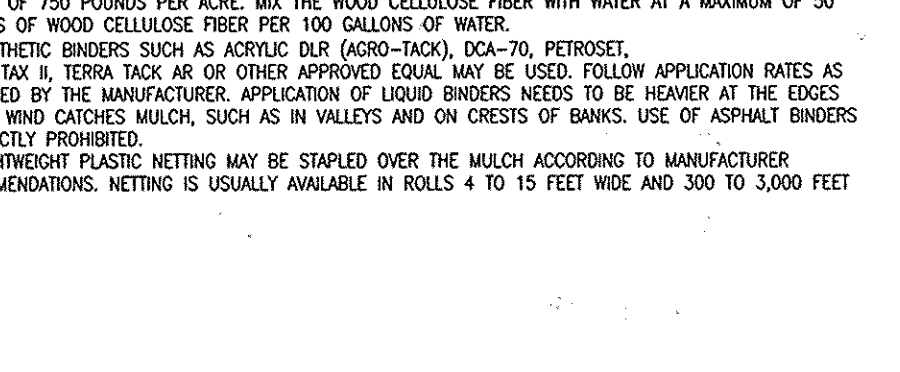 OF 750 POUNDS PER ACRE. MIX THE WOOD CELLULOSE FIBER WITH WATER AT A MAXIMUM OF 50
S OF WOOD CELLULOSE FIBER PER 100 GALLONS OF WATER.
THETIC BINDERS SUCH AS ACRYLIC DLR (AGRO-TACK), DCA-70, PETROSET,
TAX II, TERRA TACK AR OR OTHER APPROVED EQUAL MAY BE USED. FOLLOW APPLICATION RATES AS
ED BY THE MANUFACTURER. APPLICATION OF LIQUID BINDERS NEEDS TO BE HEAVIER AT THE EDGES
WIND CATCHES MULCH, SUCH AS IN VALLEYS AND ON CRESTS OF BANKS. USE OF ASPHALT BINDERS
CTLY PROHIBITED.
HTWEIGHT PLASTIC NETTING MAY BE STAPLED OVER THE MULCH ACCORDING TO MANUFACTURER
MENDATIONS. NETTING IS USUALLY AVAILABLE IN ROLLS 4 TO 15 FEET WIDE AND 300 TO 3,000 FEET